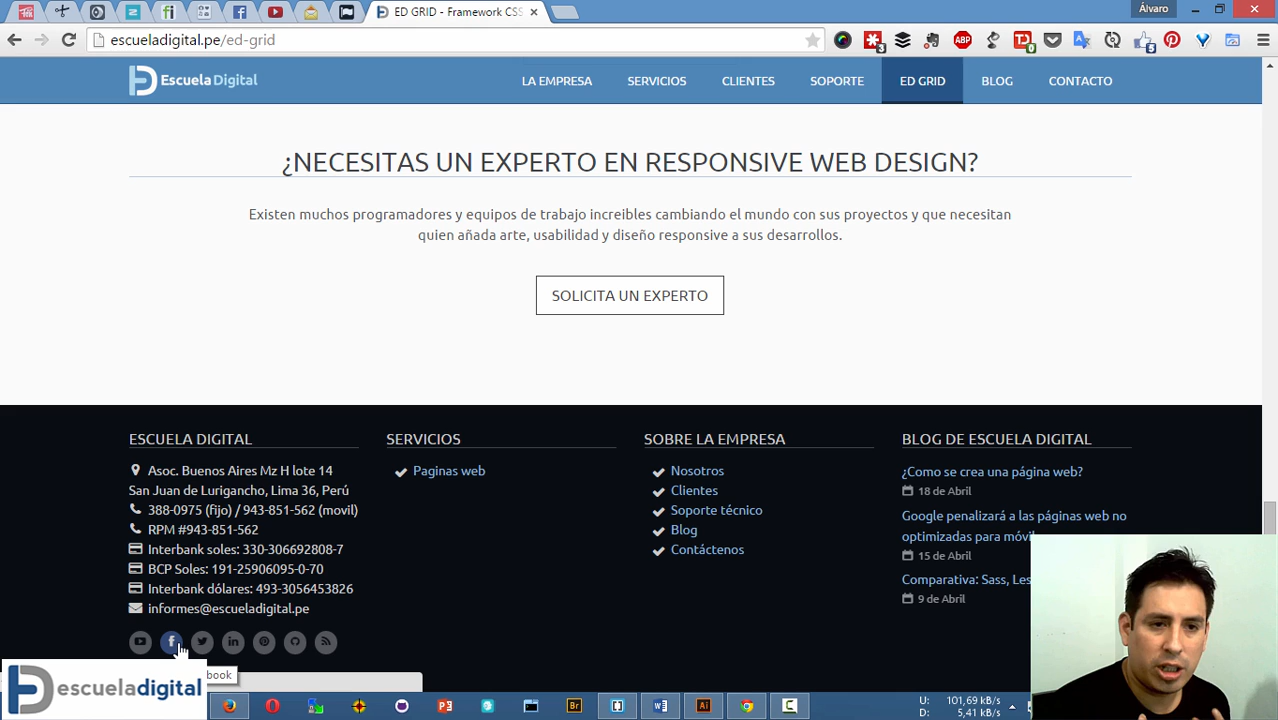 Álvaro
ED GRID - Framework CSS
escueladigital.pe/ed-grid
3
ABP
0
5
Escuela Digital
LA EMPRESA
SERVICIOS
CLIENTES
SOPORTE
ED GRID
BLOG
CONTACTO
¿NECESITAS UN EXPERTO EN RESPONSIVE WEB DESIGN?
Existen muchos programadores y equipos de trabajo increibles cambiando el mundo con sus proyectos y que necesitan
quien añada arte, usabilidad y diseño responsive a sus desarrollos.
SOLICITA UN EXPERTO
ESCUELA DIGITAL
Asoc. Buenos Aires Mz H lote 14
San Juan de Lurigancho, Lima 36, Perú
388-0975 (fijo) / 943-851-562 (movil)
RPM #943-851-562
Interbank soles: 330-306692808-7
BCP Soles: 191-25906095-0-70
Interbank dólares: 493-3056453826
informes@escueladigital.pe
SERVICIOS
Paginas web
SOBRE LA EMPRESA
Nosotros
Clientes
Soporte técnico
Blog
Contáctenos
BLOG DE ESCUELA DIGITAL
¿Como se crea una página web?
18 de Abril
Google penalizará a las páginas web no
optimizadas para móvi
15 de Abril
Comparativa: Sass, Les
9 de Abril
book
escueladigital
Br
Ai
U: 101,69 kB/s
D: 5,41 kB/s